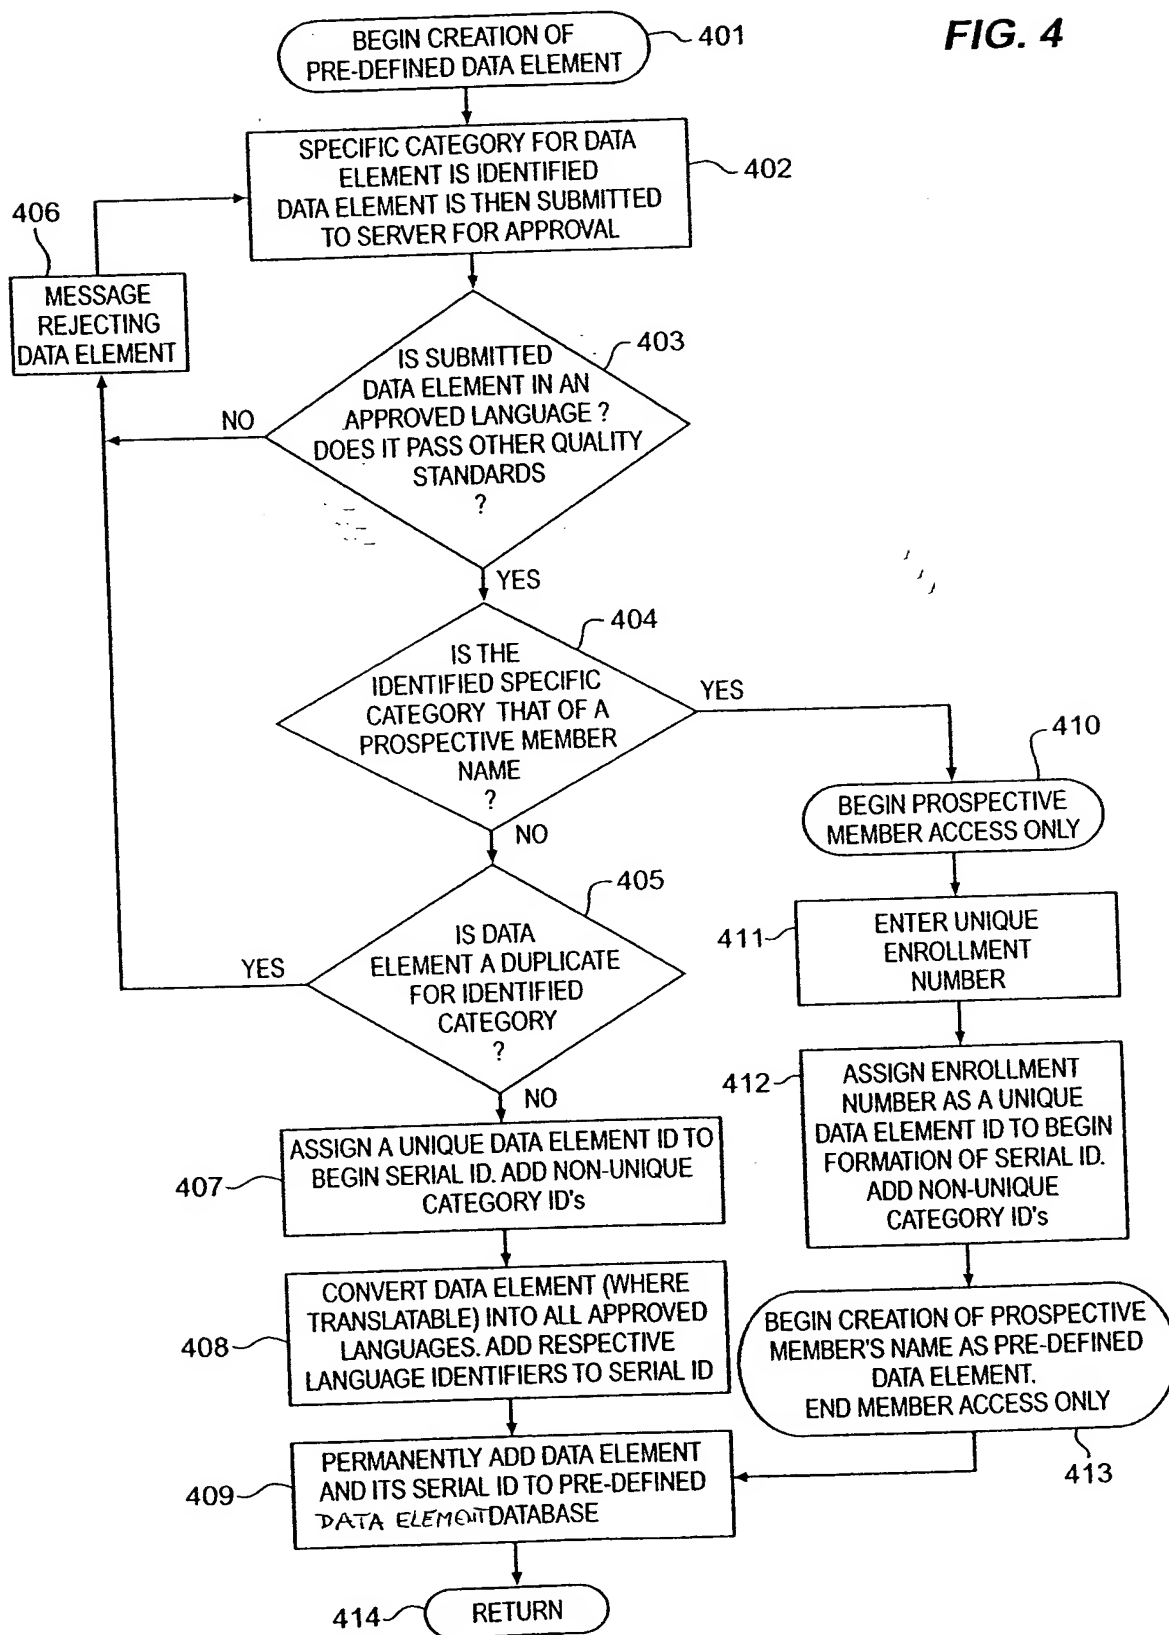 FIG. 4
BEGIN CREATION OF
PRE-DEFINED DATA ELEMENT
401
SPECIFIC CATEGORY FOR DATA
ELEMENT IS IDENTIFIED
DATA ELEMENT IS THEN SUBMITTED
TO SERVER FOR APPROVAL
402
406
MESSAGE
REJECTING
DATA ELEMENT
403
IS SUBMITTED
DATA ELEMENT IN AN
APPROVED LANGUAGE ?
DOES IT PASS OTHER QUALITY
STANDARDS
?
NO
YES
404
IS THE
IDENTIFIED SPECIFIC
CATEGORY THAT OF A
PROSPECTIVE MEMBER
NAME
?
YES
NO
410
BEGIN PROSPECTIVE
MEMBER ACCESS ONLY
405
IS DATA
ELEMENT A DUPLICATE
FOR IDENTIFIED
CATEGORY
?
YES
NO
411
ENTER UNIQUE
ENROLLMENT
NUMBER
412
ASSIGN ENROLLMENT
NUMBER AS A UNIQUE
DATA ELEMENT ID TO BEGIN
FORMATION OF SERIAL ID.
ADD NON-UNIQUE
CATEGORY ID's
407
ASSIGN A UNIQUE DATA ELEMENT ID TO
BEGIN SERIAL ID. ADD NON-UNIQUE
CATEGORY ID's
408
CONVERT DATA ELEMENT (WHERE
TRANSLATABLE) INTO ALL APPROVED
LANGUAGES. ADD RESPECTIVE
LANGUAGE IDENTIFIERS TO SERIAL ID
BEGIN CREATION OF PROSPECTIVE
MEMBER'S NAME AS PRE-DEFINED
DATA ELEMENT.
END MEMBER ACCESS ONLY
413
409
PERMANENTLY ADD DATA ELEMENT
AND ITS SERIAL ID TO PRE-DEFINED
DATA ELEMENT DATABASE
414
RETURN